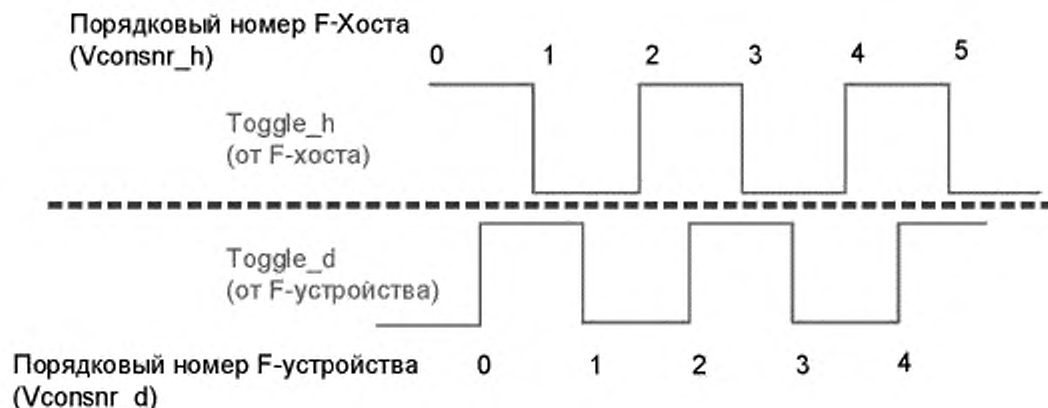 Порядковый номер F-Хоста
(Vconsnr_h)
0 1 2 3 4 5
Toggle_h
(от F-хоста)
Toggle_d
(от F-устройства)
Порядковый номер F-устройства
(Vconsnr_d)
0 1 2 3 4